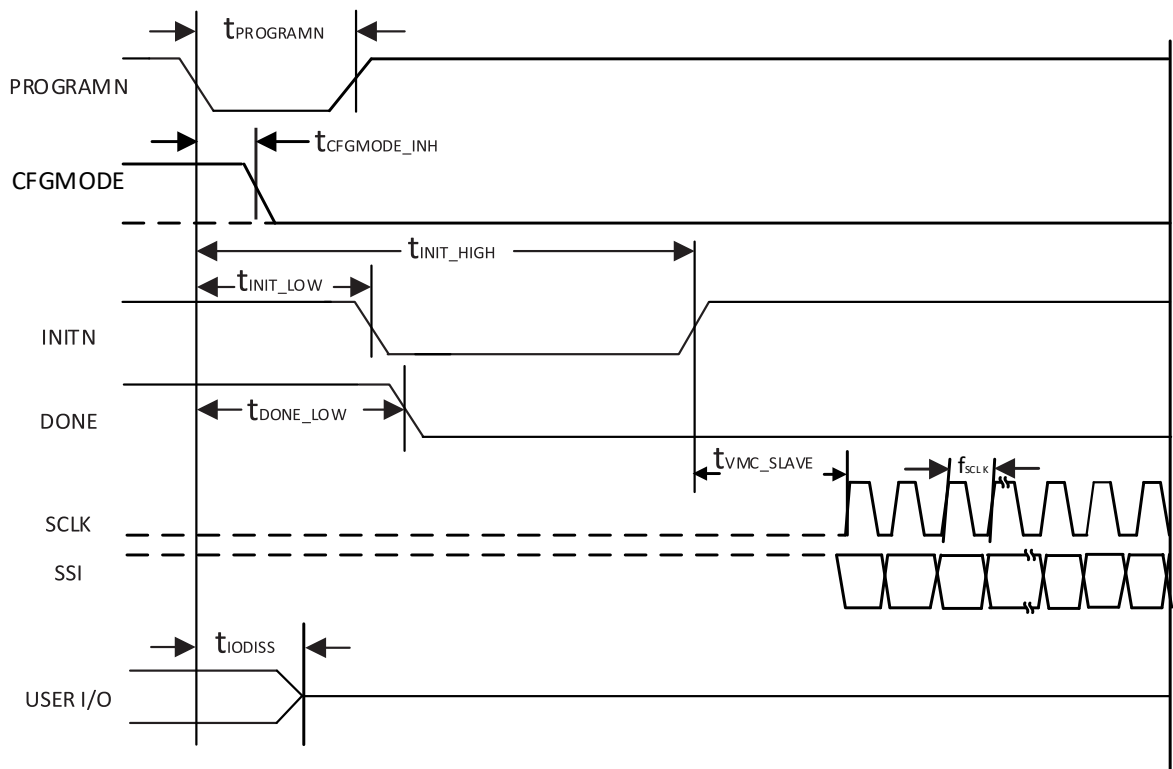 tPROGRAMN
PROGRAMN
tCFGMODE_INH
CFGMODE
tINIT_HIGH
tINIT_LOW
INITN
tDONE_LOW
DONE
tVMC_SLAVE
fSCLK
SCLK
SSI
tIODISS
USER I/O